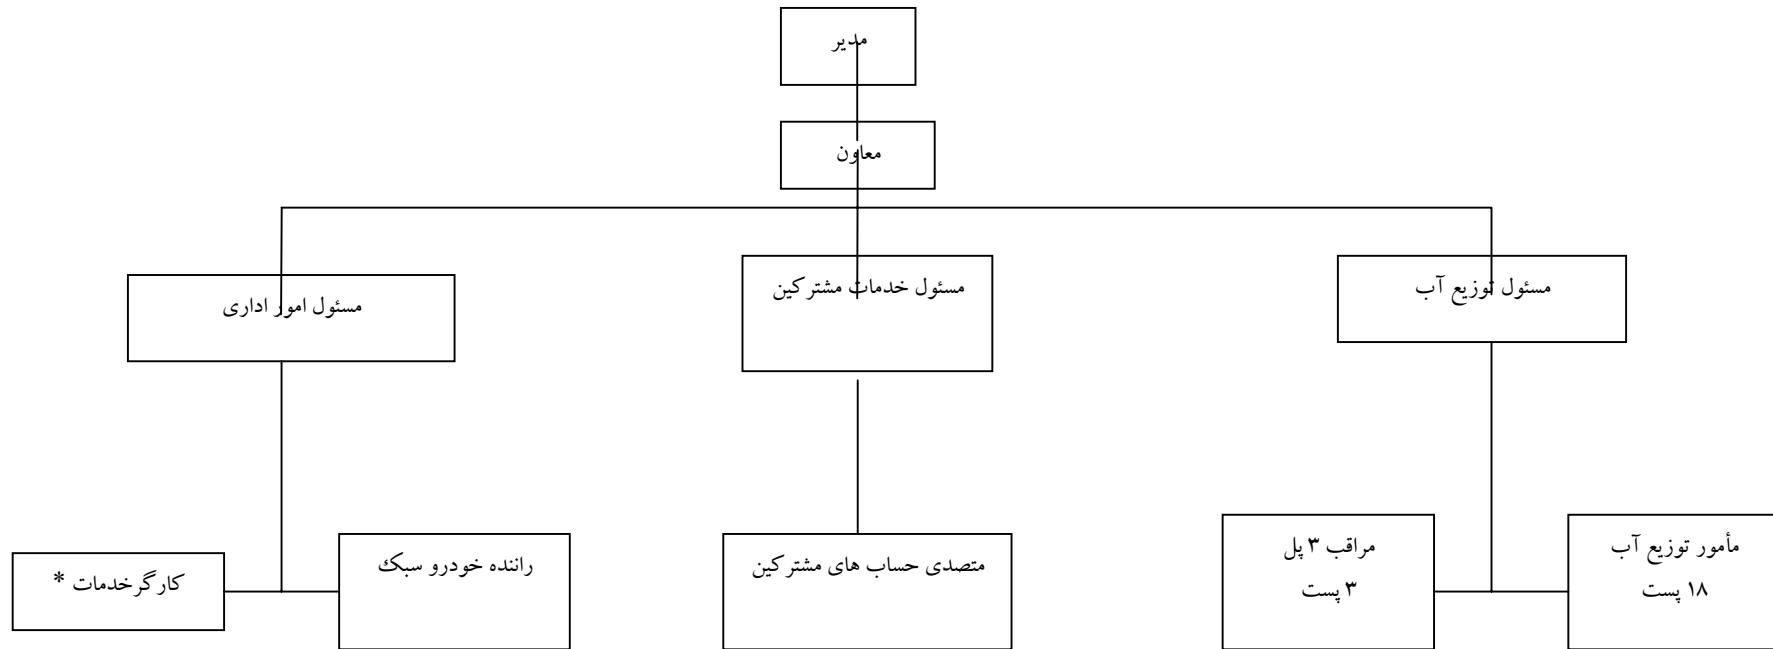 مدیر
معاون
مسئول توزیع آب
مسئول خدمات مشترکین
مسئول امور اداری
مأمور توزیع آب
۱۸ پست
مراقب ۳ پل
۳ پست
متصدی حساب های مشترکین
راننده خودرو سبک
کارگرخدمات *